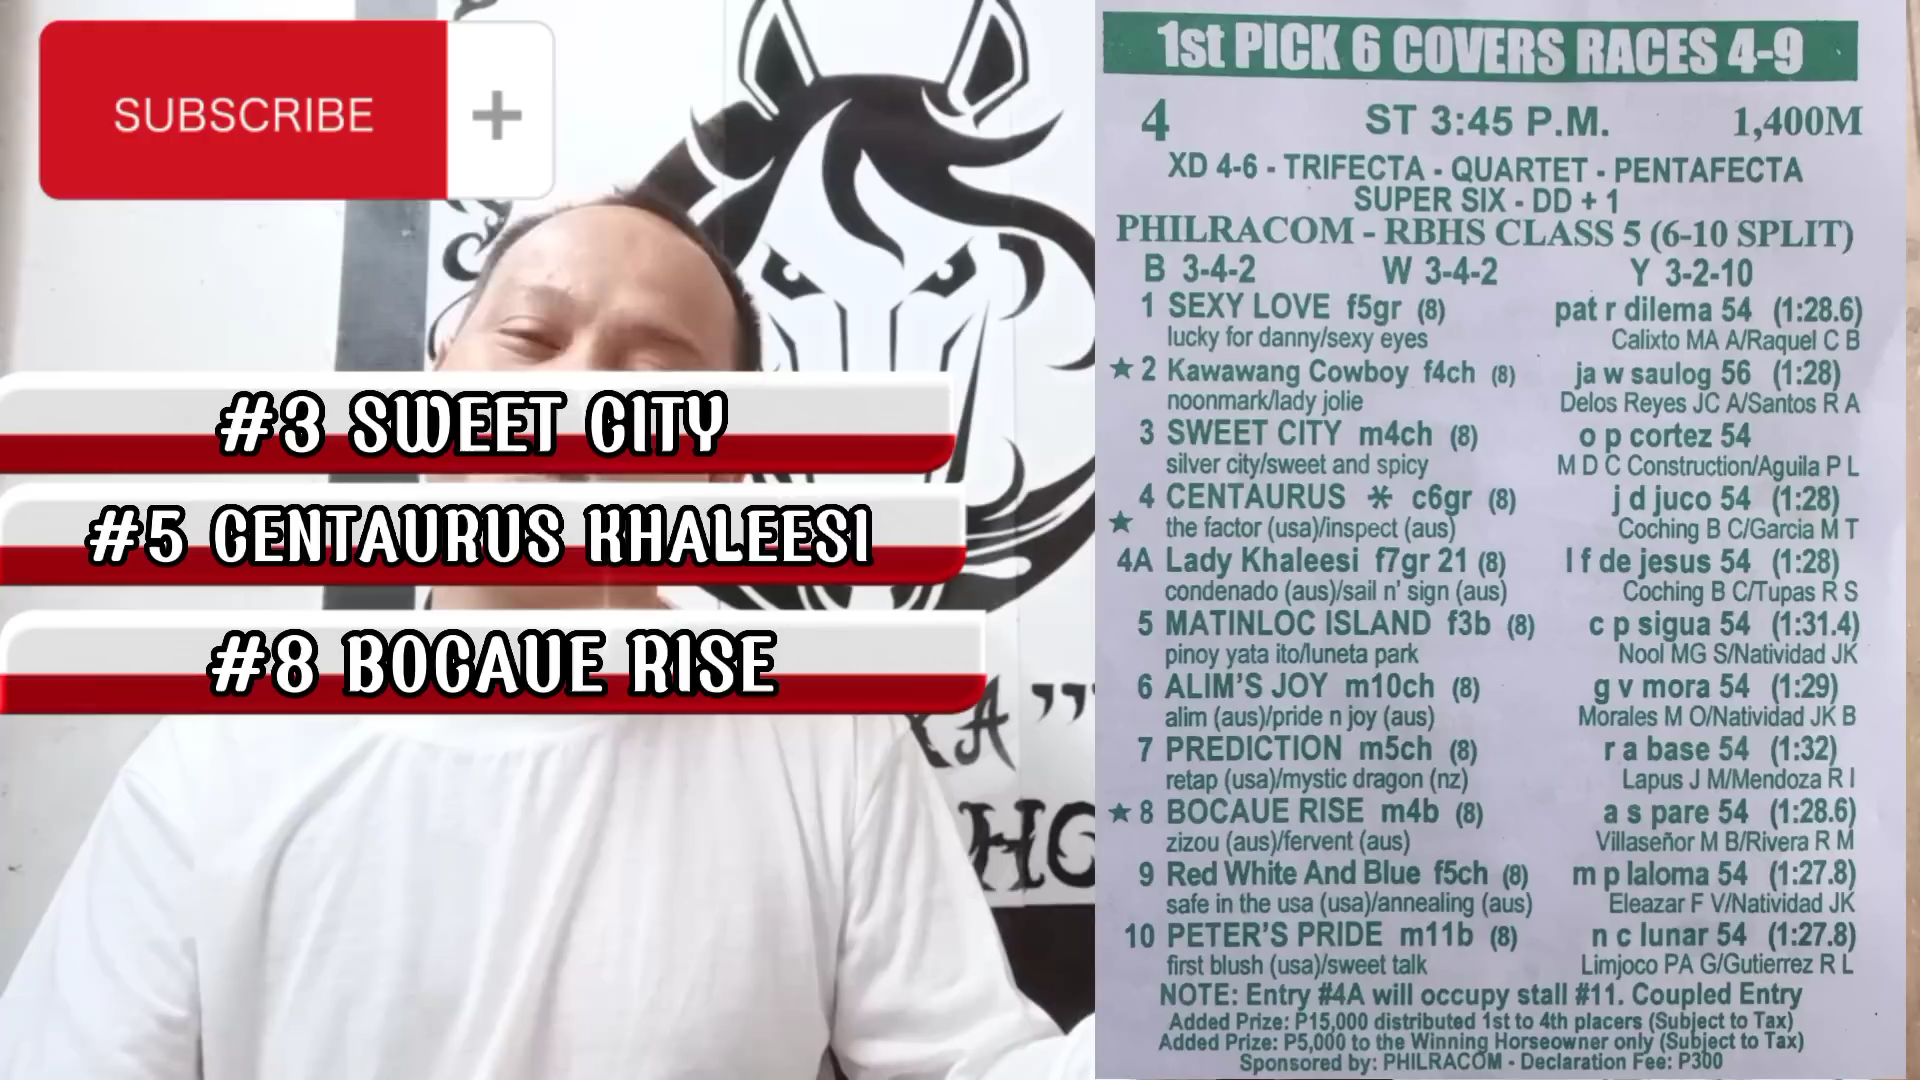 SUBSCRIBE +
#3 SWEET CITY
#5 CENTAURUS KHALEESI
#8 BOCAUE RISE
A"
HO
1st PICK 6 COVERS RACES 4-9
4 ST 3:45 P.M. 1,400M
XD 4-6 - TRIFECTA - QUARTET - PENTAFECTA
SUPER SIX - DD + 1
PHILRACOM - RBHS CLASS 5 (6-10 SPLIT)
B 3-4-2 W 3-4-2 Y 3-2-10
1 SEXY LOVE f5gr (8) pat r dilema 54 (1:28.6)
lucky for danny/sexy eyes Calixto MA A/Raquel C B
★ 2 Kawawang Cowboy f4ch (8) ja w saulog 56 (1:28)
noonmark/lady jolie Delos Reyes JC A/Santos R A
3 SWEET CITY m4ch (8) o p cortez 54
silver city/sweet and spicy M D C Construction/Aguila P L
4 CENTAURUS * c6gr (8) j d juco 54 (1:28)
★ the factor (usa)/inspect (aus) Coching B C/Garcia M T
4A Lady Khaleesi f7gr 21 (8) l f de jesus 54 (1:28)
condenado (aus)/sail n' sign (aus) Coching B C/Tupas R S
5 MATINLOC ISLAND f3b (8) c p sigua 54 (1:31.4)
pinoy yata ito/luneta park Nool MG S/Natividad JK
6 ALIM'S JOY m10ch (8) g v mora 54 (1:29)
alim (aus)/pride n joy (aus) Morales M O/Natividad JK B
7 PREDICTION m5ch (8) r a base 54 (1:32)
retap (usa)/mystic dragon (nz) Lapus J M/Mendoza R I
★ 8 BOCAUE RISE m4b (8) a s pare 54 (1:28.6)
zizou (aus)/fervent (aus) Villaseñor M B/Rivera R M
9 Red White And Blue f5ch (8) m p laloma 54 (1:27.8)
safe in the usa (usa)/annealing (aus) Eleazar F V/Natividad JK
10 PETER'S PRIDE m11b (8) n c lunar 54 (1:27.8)
first blush (usa)/sweet talk Limjoco PA G/Gutierrez R L
NOTE: Entry #4A will occupy stall #11. Coupled Entry
Added Prize: P15,000 distributed 1st to 4th placers (Subject to Tax)
Added Prize: P5,000 to the Winning Horseowner only (Subject to Tax)
Sponsored by: PHILRACOM - Declaration Fee: P300